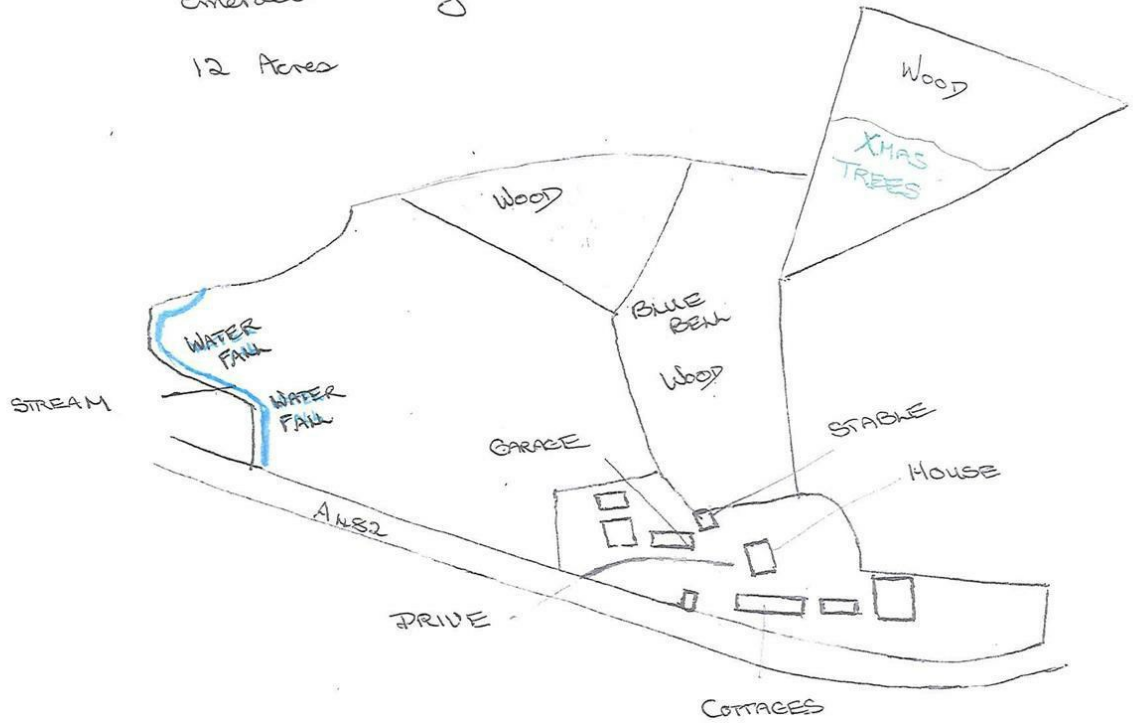 12 Acres
WOOD
XMAS
TREES
WOOD
BLUE
BELL
WOOD
WATER
FALL
WATER
FALL
STREAM
GARAGE
STABLE
HOUSE
A482
DRIVE
COTTAGES